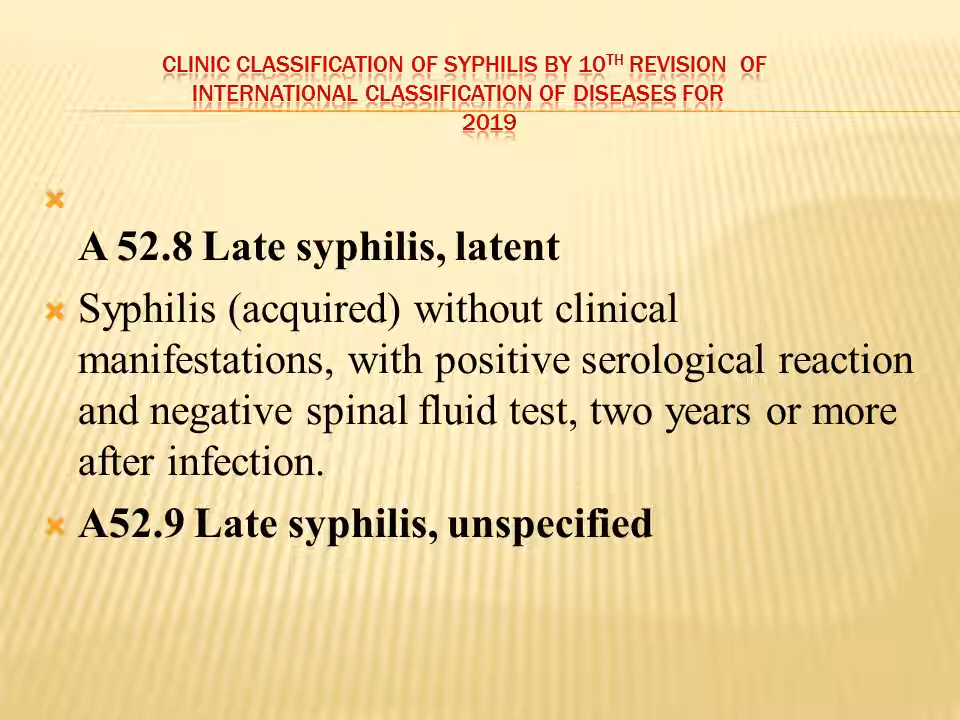 CLINIC CLASSIFICATION OF SYPHILIS BY 10TH REVISION OF
INTERNATIONAL CLASSIFICATION OF DISEASES FOR
2019
A 52.8 Late syphilis, latent
Syphilis (acquired) without clinical
manifestations, with positive serological reaction
and negative spinal fluid test, two years or more
after infection.
A52.9 Late syphilis, unspecified